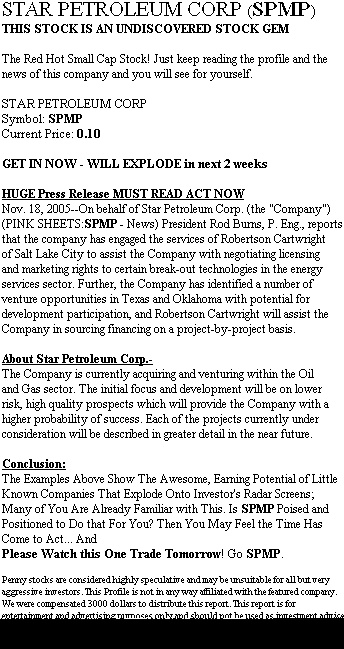 STAR PETROLEUM CORP (SPMP)
THIS STOCK IS AN UNDISCOVERED STOCK GEM
The Red Hot Small Cap Stock! Just keep reading the profile and the
news of this company and you will see for yourself.
STAR PETROLEUM CORP
Symbol: SPMP
Current Price: 0.10
GET IN NOW - WILL EXPLODE in next 2 weeks
HUGE Press Release MUST READ ACT NOW
Nov. 18, 2005--On behalf of Star Petroleum Corp. (the "Company")
(PINK SHEETS:SPMP - News) President Rod Burns, P. Eng., reports
that the company has engaged the services of Robertson Cartwright
of Salt Lake City to assist the Company with negotiating licensing
and marketing rights to certain break-out technologies in the energy
services sector. Further, the Company has identified a number of
venture opportunities in Texas and Oklahoma with potential for
development participation, and Robertson Cartwright will assist the
Company in sourcing financing on a project-by-project basis.
About Star Petroleum Corp.-
The Company is currently acquiring and venturing within the Oil
and Gas sector. The initial focus and development will be on lower
risk, high quality prospects which will provide the Company with a
higher probability of success. Each of the projects currently under
consideration will be described in greater detail in the near future.
Conclusion:
The Examples Above Show The Awesome, Earning Potential of Little
Known Companies That Explode Onto Investor's Radar Screens;
Many of You Are Already Familiar with This. Is SPMP Poised and
Positioned to Do that For You? Then You May Feel the Time Has
Come to Act... And
Please Watch this One Trade Tomorrow! Go SPMP.
Penny stocks are considered highly speculative and may be unsuitable for all but very
aggressive investors. This Profile is not in any way affiliated with the featured company.
We were compensated 3000 dollars to distribute this report. This report is for
entertainment and advertising purposes only and should not be used as investment advice